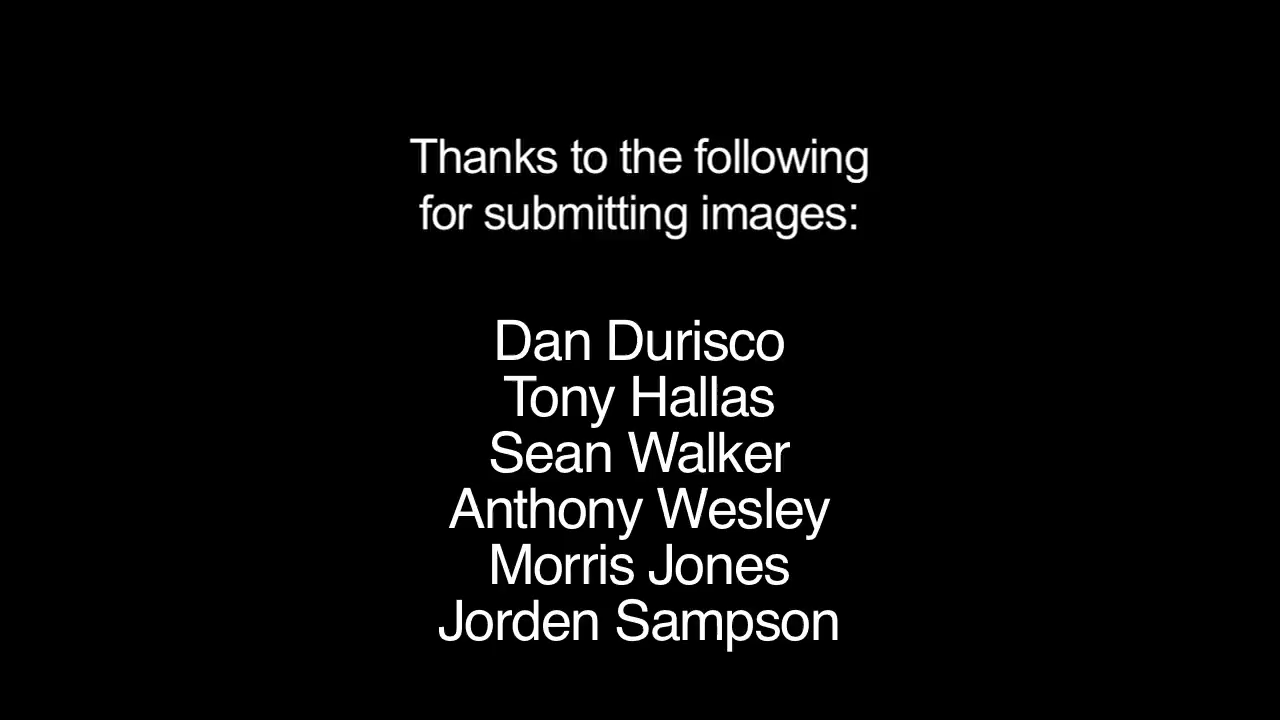 Thanks to the following
for submitting images:
Dan Durisco
Tony Hallas
Sean Walker
Anthony Wesley
Morris Jones
Jorden Sampson